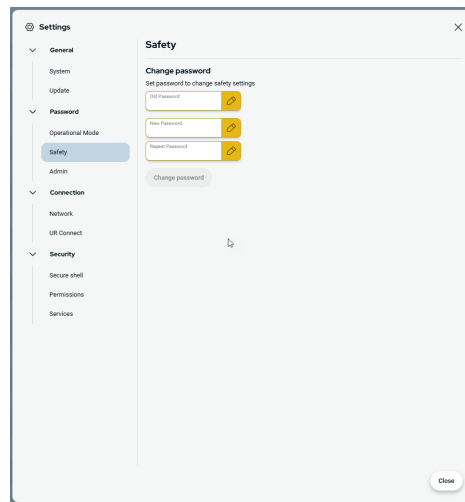 Settings
General
System
Update
Password
Operational Mode
Safety
Admin
Connection
Network
UR Connect
Security
Secure shell
Permissions
Services
Safety
Change password
Set password to change safety settings
Old Password
New Password
Repeat Password
Change password
Close